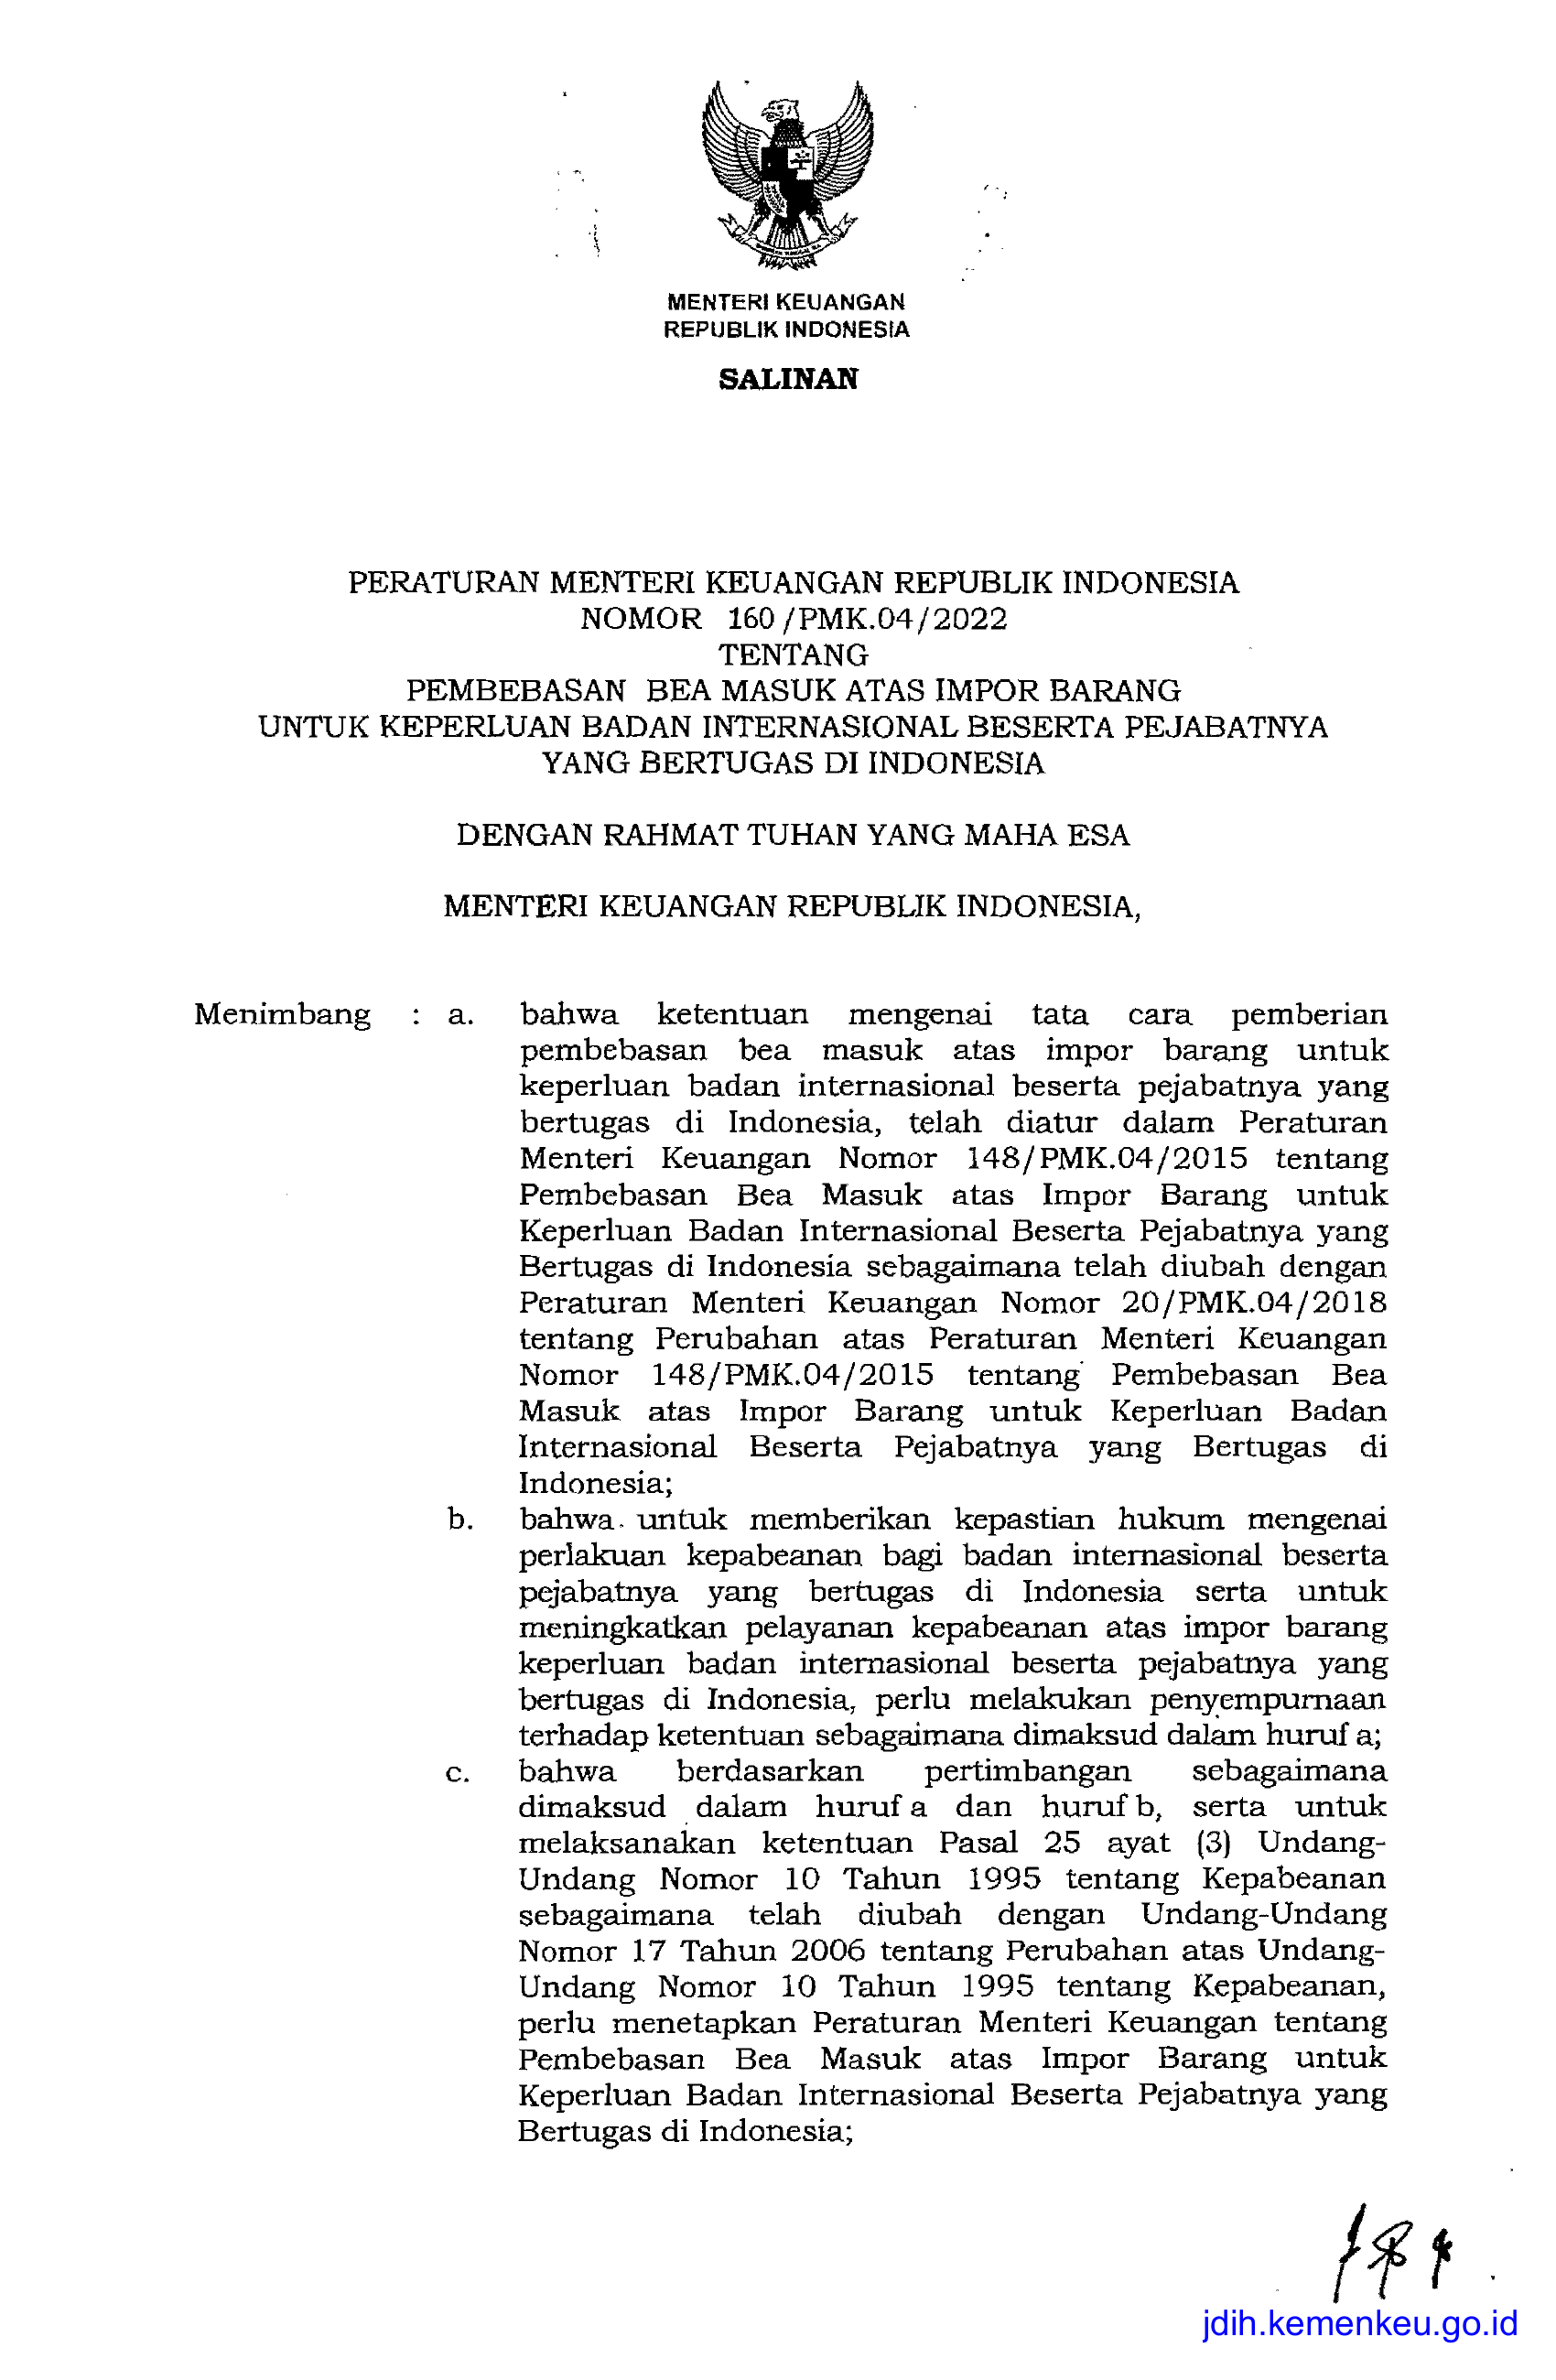 MENTERI KEUANGAN
REPUBLIK INDONESIA
SALINAN
PERATURAN MENTERI KEUANGAN REPUBLIK INDONESIA
NOMOR 160/PMK.04/2022
TENTANG
PEMBEBASAN BEA MASUK ATAS IMPOR BARANG
UNTUK KEPERLUAN BADAN INTERNASIONAL BESERTA PEJABATNYA
YANG BERTUGAS DI INDONESIA
DENGAN RAHMAT TUHAN YANG MAHA ESA
MENTERI KEUANGAN REPUBLIK INDONESIA,
Menimbang : a. bahwa ketentuan mengenai tata cara pemberian
pembebasan bea masuk atas impor barang untuk
keperluan badan internasional beserta pejabatnya yang
bertugas di Indonesia, telah diatur dalam Peraturan
Menteri Keuangan Nomor 148/PMK.04/2015 tentang
Pembebasan Bea Masuk atas Impor Barang untuk
Keperluan Badan Internasional Beserta Pejabatnya yang
Bertugas di Indonesia sebagaimana telah diubah dengan
Peraturan Menteri Keuangan Nomor 20/PMK.04/2018
tentang Perubahan atas Peraturan Menteri Keuangan
Nomor 148/PMK.04/2015 tentang Pembebasan Bea
Masuk atas Impor Barang untuk Keperluan Badan
Internasional Beserta Pejabatnya yang Bertugas di
Indonesia;
b. bahwa untuk memberikan kepastian hukum mengenai
perlakuan kepabeanan bagi badan internasional beserta
pejabatnya yang bertugas di Indonesia serta untuk
meningkatkan pelayanan kepabeanan atas impor barang
keperluan badan internasional beserta pejabatnya yang
bertugas di Indonesia, perlu melakukan penyempurnaan
terhadap ketentuan sebagaimana dimaksud dalam huruf a;
c. bahwa berdasarkan pertimbangan sebagaimana
dimaksud dalam huruf a dan huruf b, serta untuk
melaksanakan ketentuan Pasal 25 ayat (3) Undang-
Undang Nomor 10 Tahun 1995 tentang Kepabeanan
sebagaimana telah diubah dengan Undang-Undang
Nomor 17 Tahun 2006 tentang Perubahan atas Undang-
Undang Nomor 10 Tahun 1995 tentang Kepabeanan,
perlu menetapkan Peraturan Menteri Keuangan tentang
Pembebasan Bea Masuk atas Impor Barang untuk
Keperluan Badan Internasional Beserta Pejabatnya yang
Bertugas di Indonesia;
jdih.kemenkeu.go.id